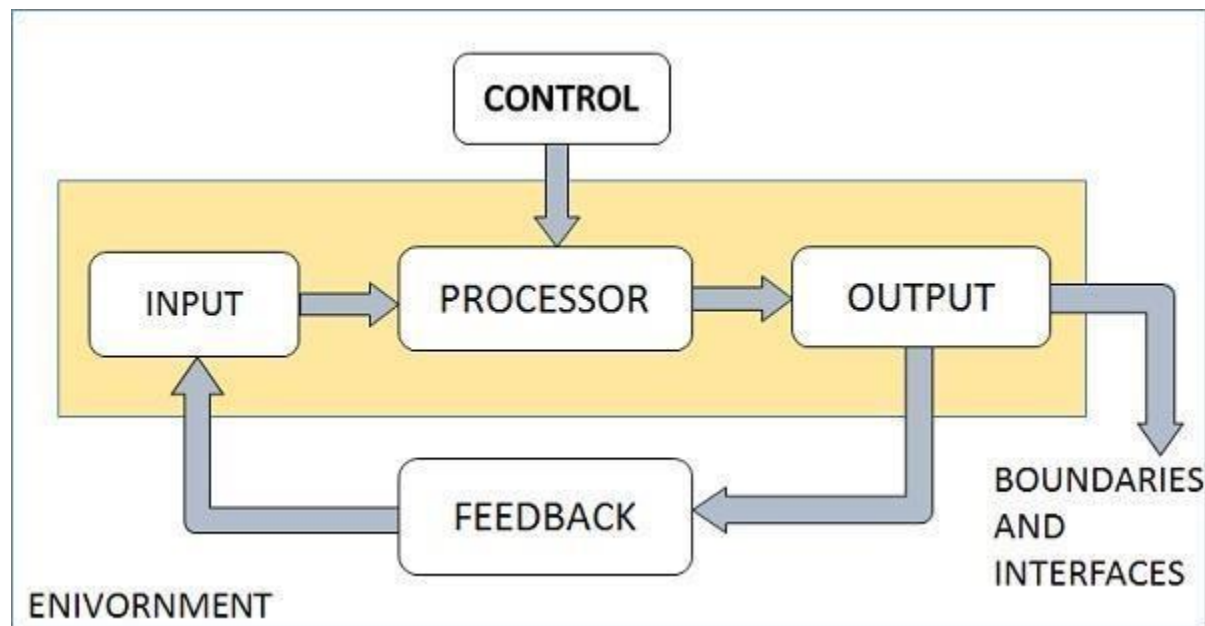 CONTROL
INPUT
PROCESSOR
OUTPUT
FEEDBACK
BOUNDARIES
AND
INTERFACES
ENIVORNMENT